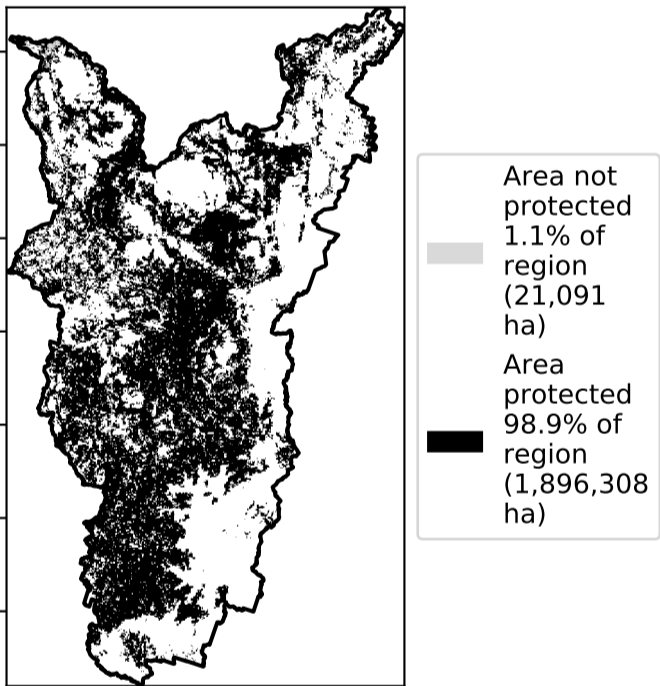 Area not
protected
1.1% of
region
(21,091
ha)
Area
protected
98.9% of
region
(1,896,308
ha)